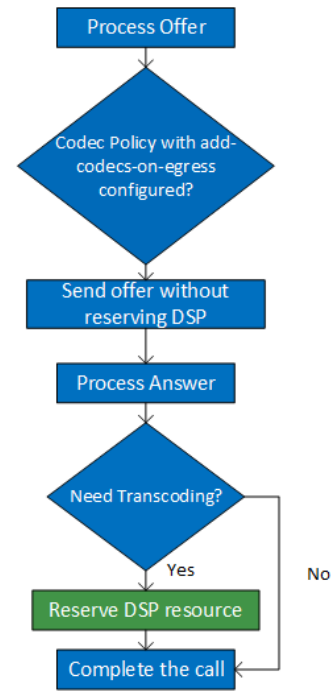 Process Offer
Codec Policy with add-
codecs-on-egress
configured?
Send offer without
reserving DSP
Process Answer
Need Transcoding?
Yes
No
Reserve DSP resource
Complete the call